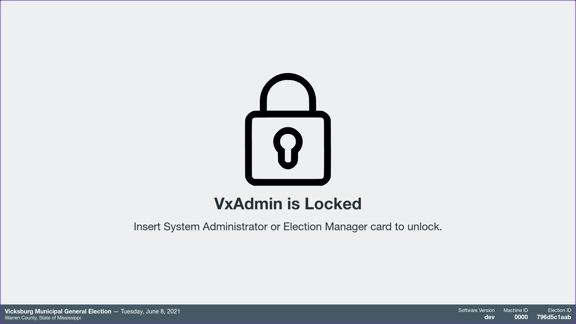 VxAdmin is Locked
Insert System Administrator or Election Manager card to unlock.
Vicksburg Municipal General Election — Tuesday, June 8, 2021
Warren County, State of Mississippi
Software Version
dev
Machine ID
0000
Election ID
796d5c1aab